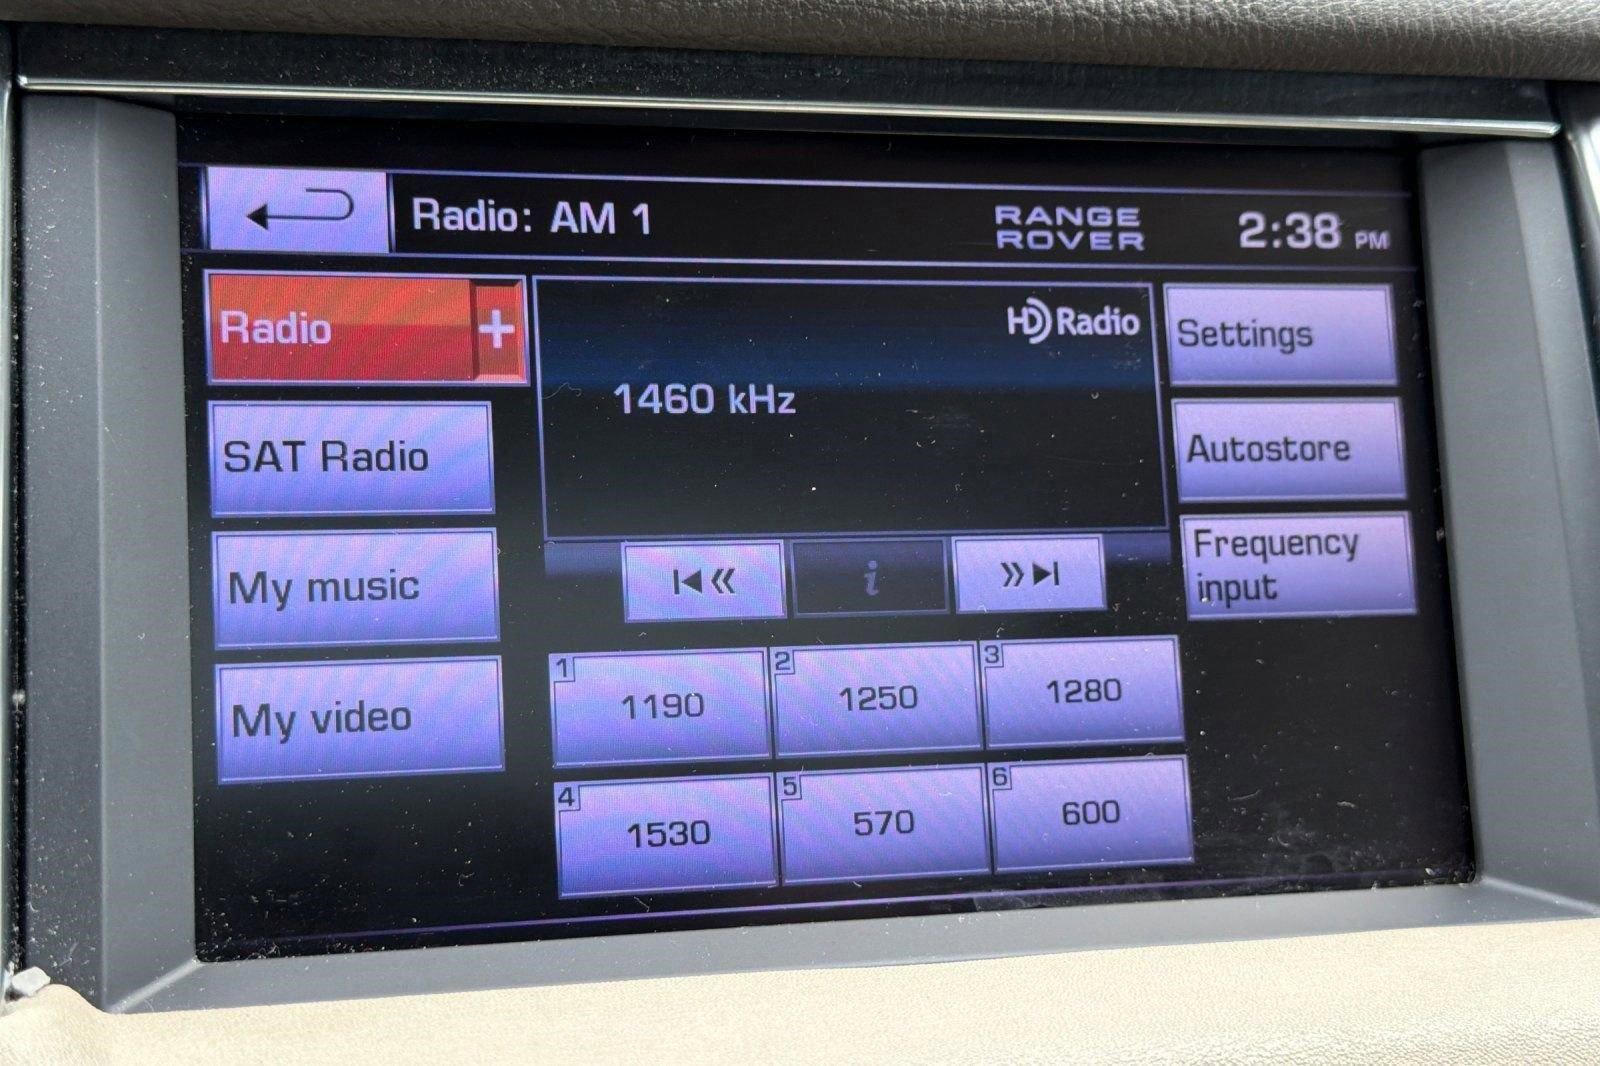 Radio: AM 1
RANGE
ROVER
2:38 PM
Radio +
SAT Radio
My music
My video
HD Radio
1460 kHz
i
Settings
Autostore
Frequency
input
1 1190
2 1250
3 1280
4 1530
5 570
6 600